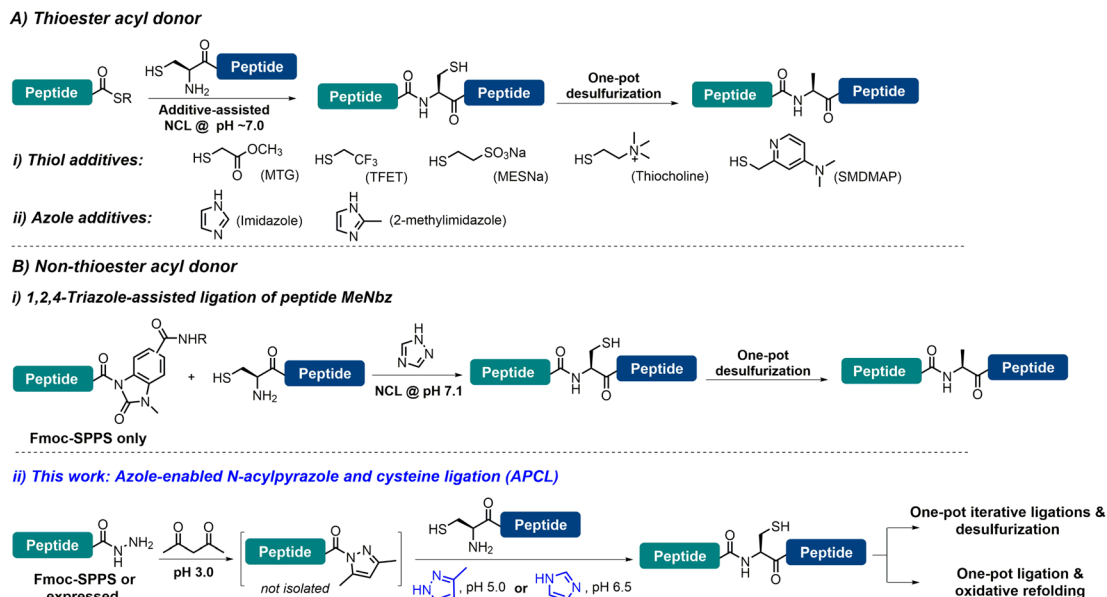 A) Thioester acyl donor
Peptide
O
SR
HS
O
NH2
Peptide
Additive-assisted
NCL @ pH ~7.0
Peptide
O
N
H
SH
O
Peptide
One-pot
desulfurization
Peptide
O
N
H
O
Peptide
i) Thiol additives:
HS
OCH3
O
(MTG)
HS
CF3
(TFET)
HS
SO3Na
(MESNa)
HS
N
+
(Thiocholine)
HS
N
N
(SMDMAP)
ii) Azole additives:
H
N
N
(Imidazole)
H
N
N
(2-methylimidazole)
B) Non-thioester acyl donor
i) 1,2,4-Triazole-assisted ligation of peptide MeNbz
Peptide
O
N
O
N
O
NHR
Fmoc-SPPS only
+
HS
O
NH2
Peptide
H
N
N
N
NCL @ pH 7.1
Peptide
O
N
H
SH
O
Peptide
One-pot
desulfurization
Peptide
O
N
H
O
Peptide
ii) This work: Azole-enabled N-acylpyrazole and cysteine ligation (APCL)
Peptide
O
N
H
NH2
Fmoc-SPPS or
expressed
O O
pH 3.0
Peptide
O
N
N
not isolated
HS
O
NH2
Peptide
HN
N
, pH 5.0 or
HN
N
, pH 6.5
Peptide
O
N
H
SH
O
Peptide
One-pot iterative ligations &
desulfurization
One-pot ligation &
oxidative refolding